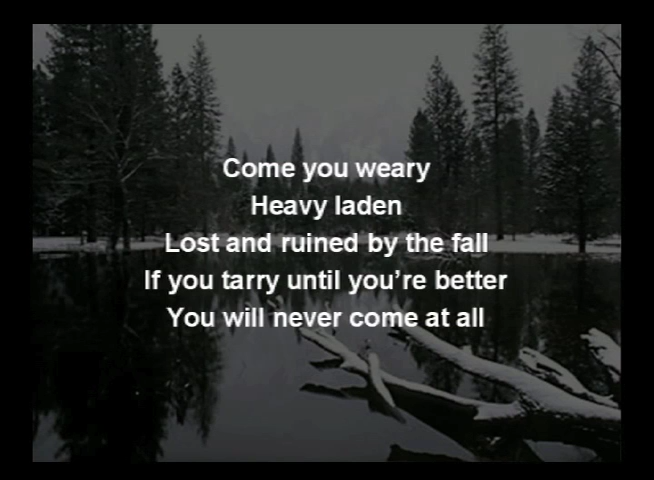 Come you weary
Heavy laden
Lost and ruined by the fall
If you tarry until you're better
You will never come at all